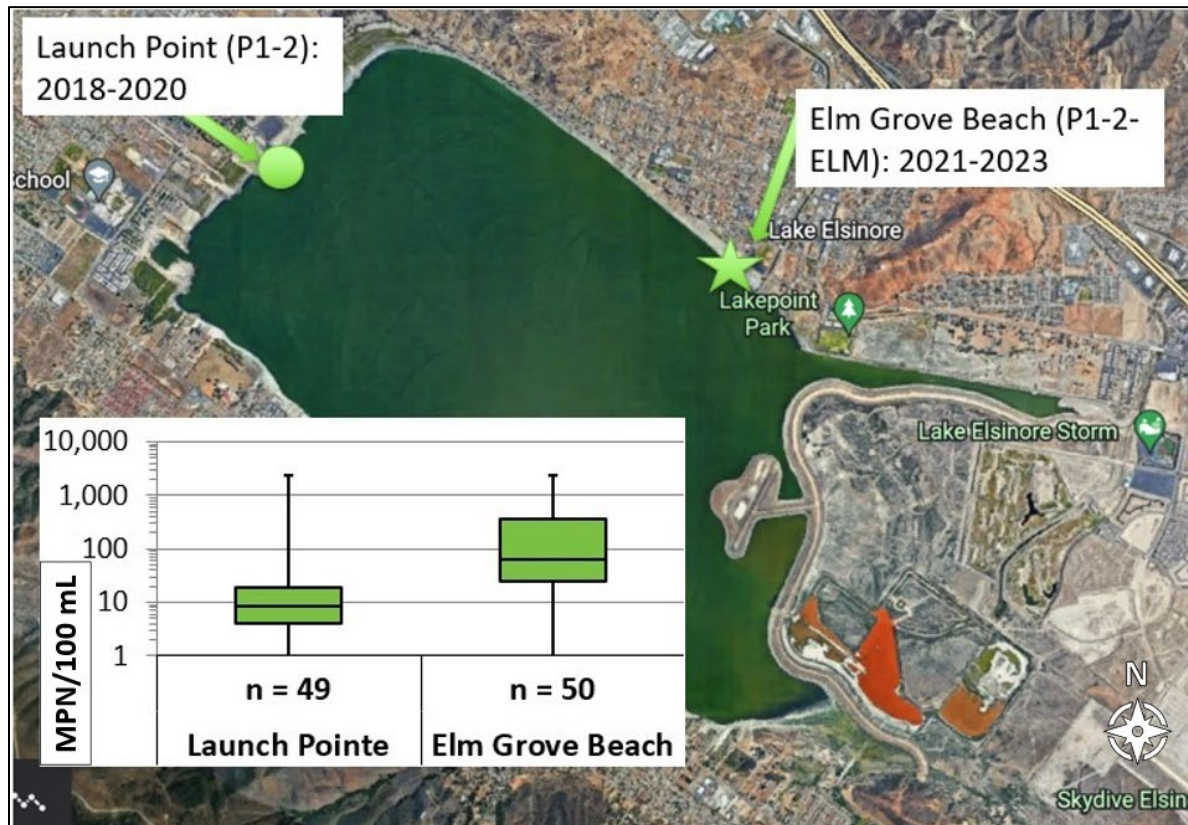 Launch Point (P1-2):
2018-2020
Elm Grove Beach (P1-2-
ELM): 2021-2023
chool
Lake Elsinore
Lakepoint
Park
Lake Elsinore Storm
10,000
1,000
100
10
1
MPN/100 mL
n = 49
n = 50
Launch Pointe
Elm Grove Beach
N
Skydive Elsin